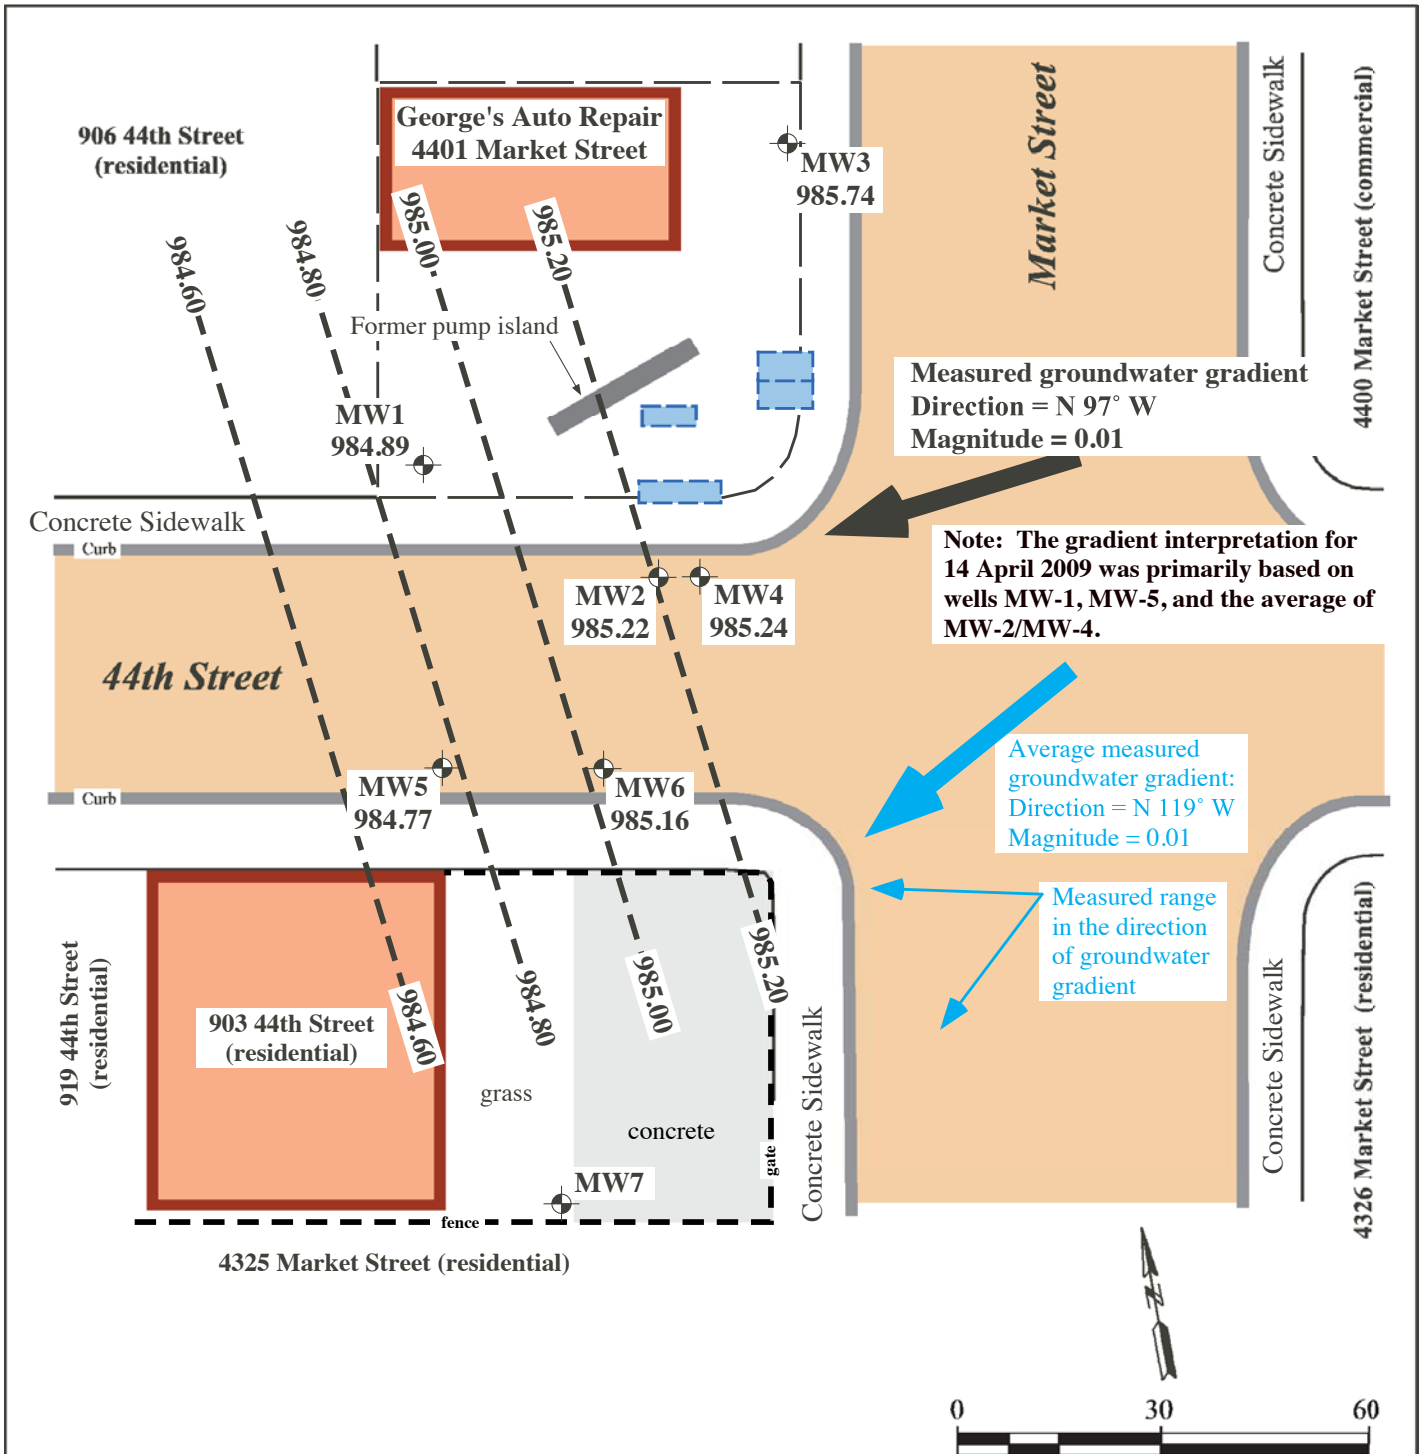 906 44th Street
(residential)
George's Auto Repair
4401 Market Street
MW3
985.74
Market Street
Concrete Sidewalk
4400 Market Street (commercial)
984.60
984.80
985.00
985.20
Former pump island
MW1
984.89
Measured groundwater gradient
Direction = N 97° W
Magnitude = 0.01
Concrete Sidewalk
Curb
Note: The gradient interpretation for
14 April 2009 was primarily based on
wells MW-1, MW-5, and the average of
MW-2/MW-4.
MW2
985.22
MW4
985.24
44th Street
Average measured
groundwater gradient:
Direction = N 119° W
Magnitude = 0.01
MW5
984.77
MW6
985.16
Curb
Measured range
in the direction
of groundwater
gradient
919 44th Street
(residential)
903 44th Street
(residential)
984.60
984.80
985.00
985.20
grass
concrete
gate
Concrete Sidewalk
Concrete Sidewalk
4326 Market Street (residential)
MW7
fence
4325 Market Street (residential)
N
0 30 60